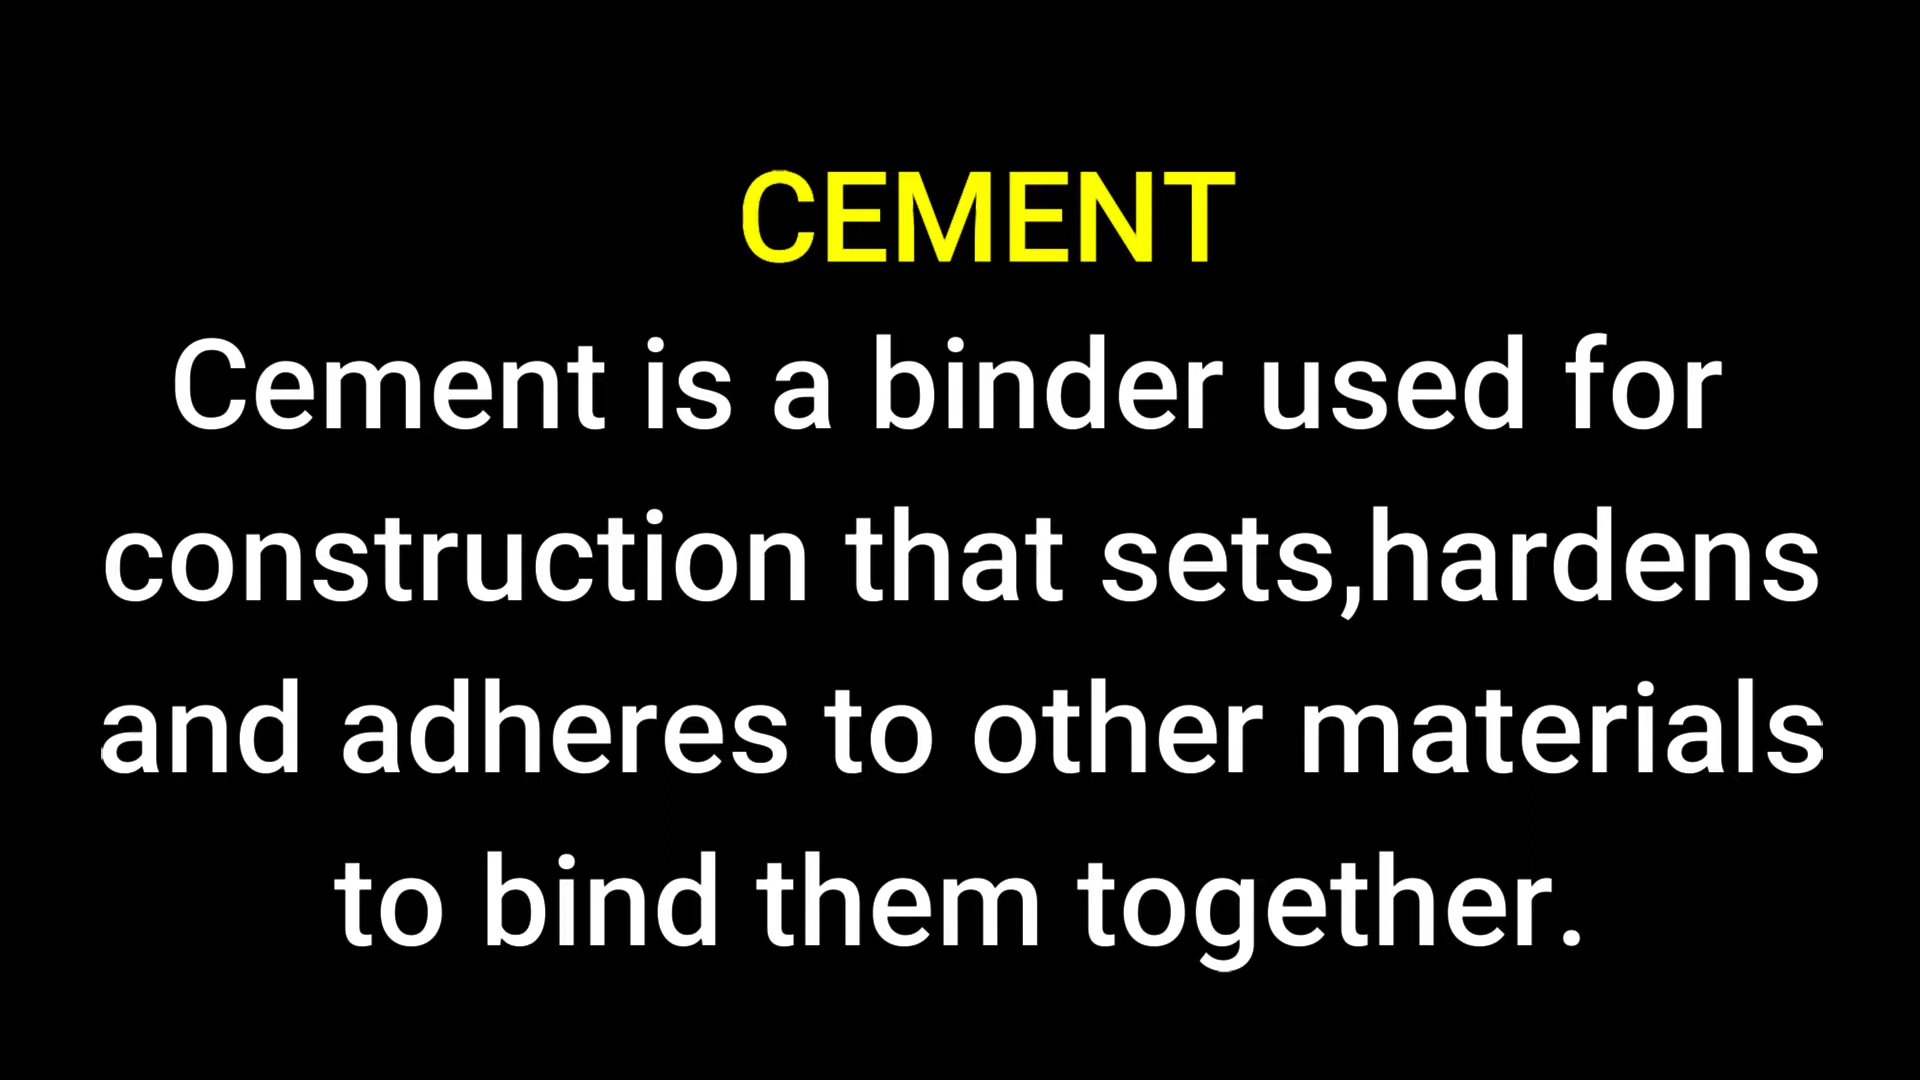 CEMENT
Cement is a binder used for
construction that sets,hardens
and adheres to other materials
to bind them together.